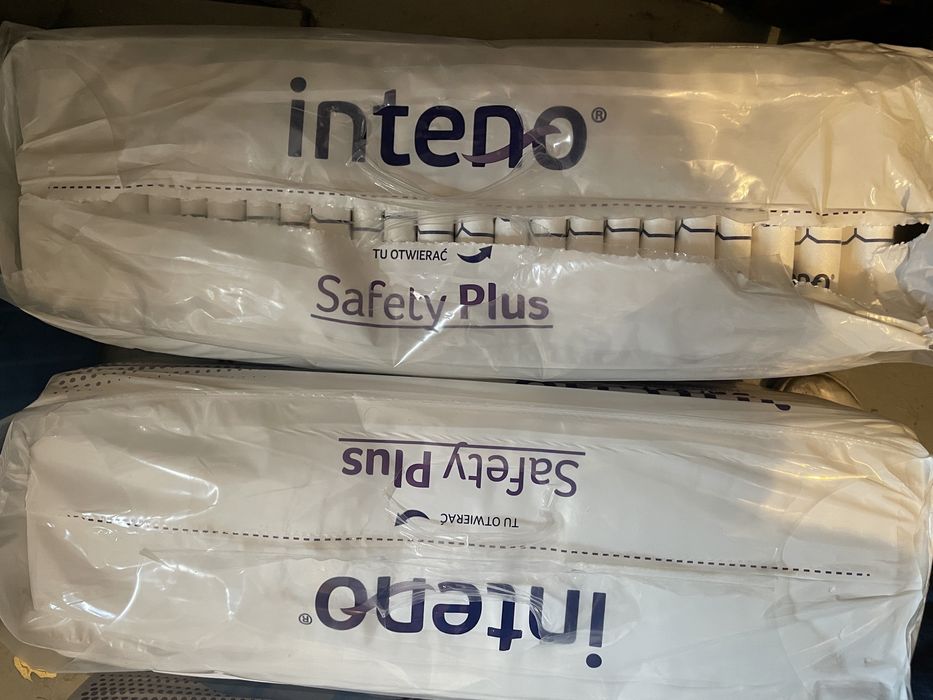 inteno®
TU OTWIERAĆ
Safety Plus
Safety Plus
TU OTWIERAĆ
inteno®